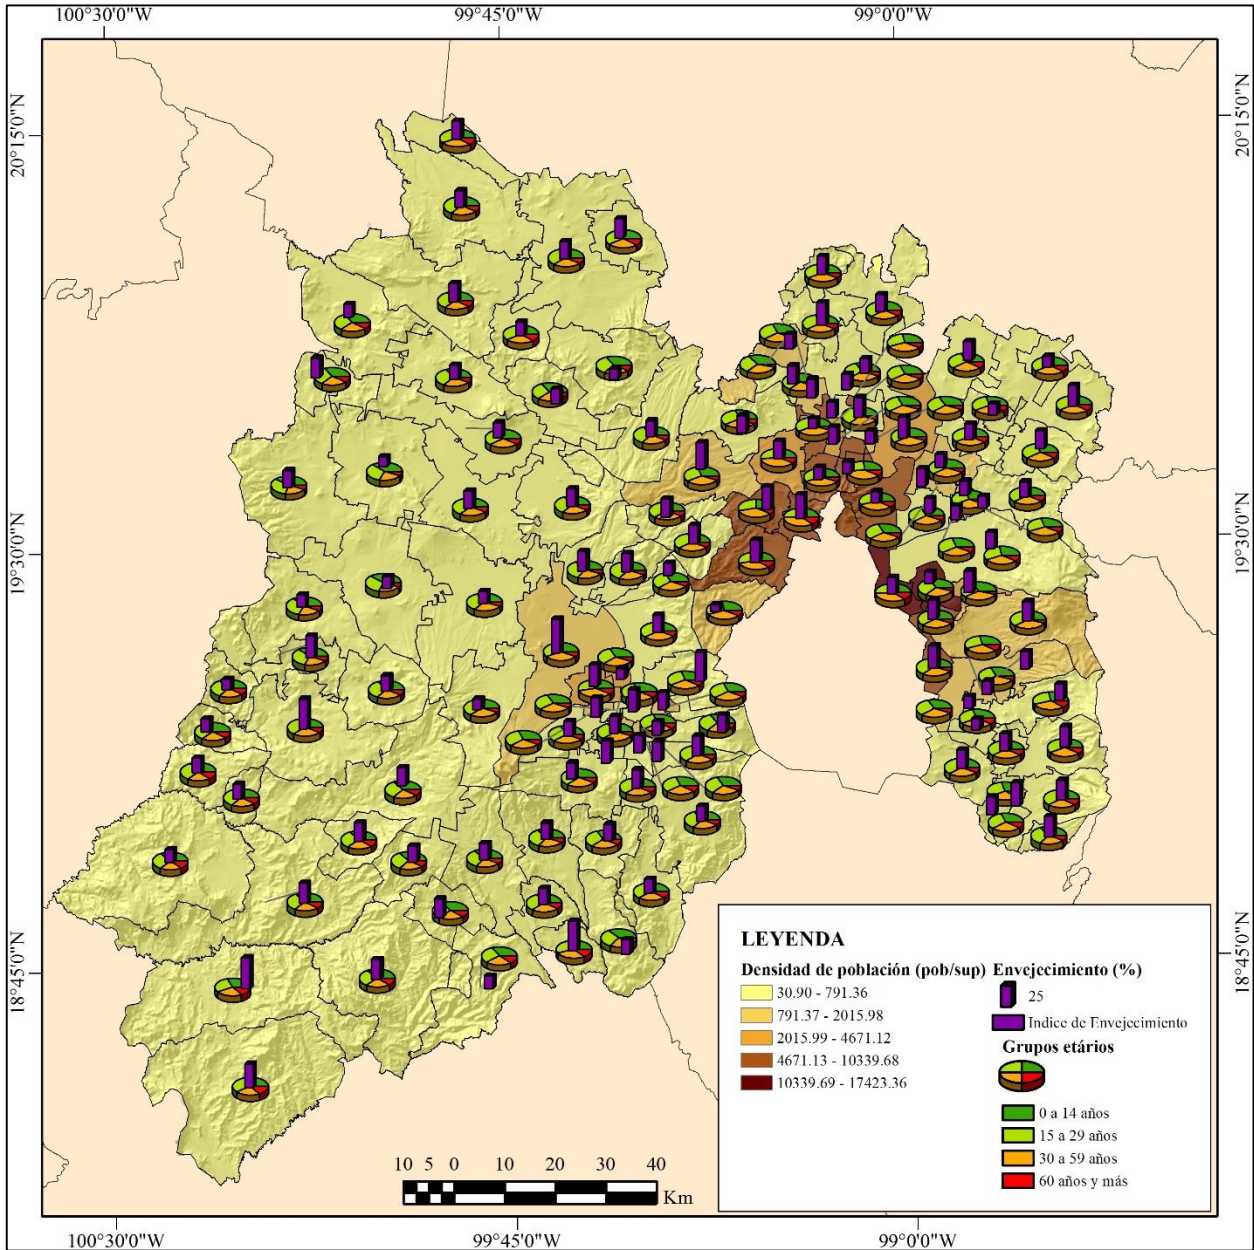 100°30'0"W
99°45'0"W
99°0'0"W
20°15'0"N
20°15'0"N
19°30'0"N
19°30'0"N
18°45'0"N
18°45'0"N
LEYENDA
Densidad de población (pob/sup)
30.90 - 791.36
791.37 - 2015.98
2015.99 - 4671.12
4671.13 - 10339.68
10339.69 - 17423.36
Envejecimiento (%)
25
Indice de Envejecimiento
Grupos etários
0 a 14 años
15 a 29 años
30 a 59 años
60 años y más
10 5 0 10 20 30 40
Km
100°30'0"W
99°45'0"W
99°0'0"W